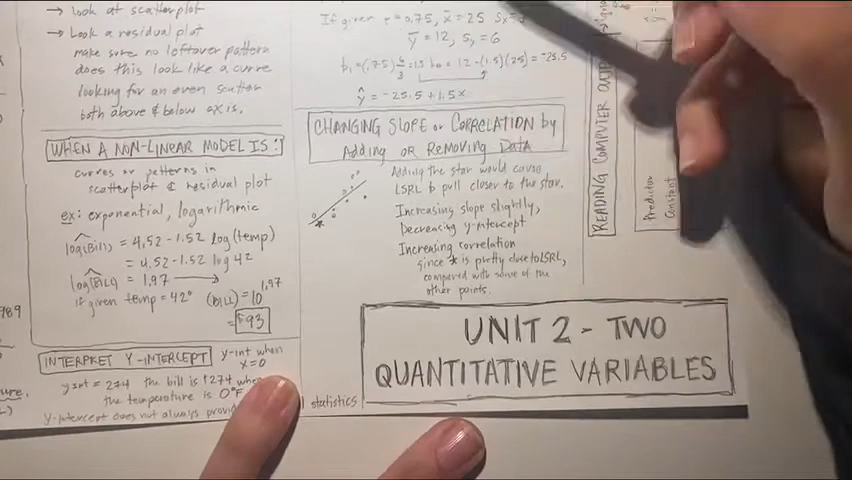 → look at scatterplot
→ Look a residual plot
make sure no leftover pattern
does this look like a curve
looking for an even scatter
both above & below axis.
WHEN A NON-LINEAR MODEL IS:
curves or patterns in
scatterplot & residual plot
ex: exponential, logarithmic
log(Bill) = 4.52-1.52 log(temp)
= 4.52-1.52 log 42
log(Bill) = 1.97 →
if given temp = 42° (BILL) = 10^1.97
= $93
INTERPRET Y-INTERCEPT y-int when
x=0
yint = 274 the bill is $274 when
the temperature is 0°F
y-intercept does not always
If given r=0.75, x̄=25
ȳ=12, Sy=6
ŷ = -25.5+1.5x
CHANGING SLOPE or CORRELATION by
Adding or Removing Data
Adding the star would cause
LSRL to pull closer to the star.
Increasing slope slightly,
Decreasing y-intercept
Increasing correlation
since * is pretty close to LSRL,
compared with some of the
other points.
statistics
UNIT 2 - TWO
QUANTITATIVE VARIABLES
READING COMPUTER
Predictor
Constant
989